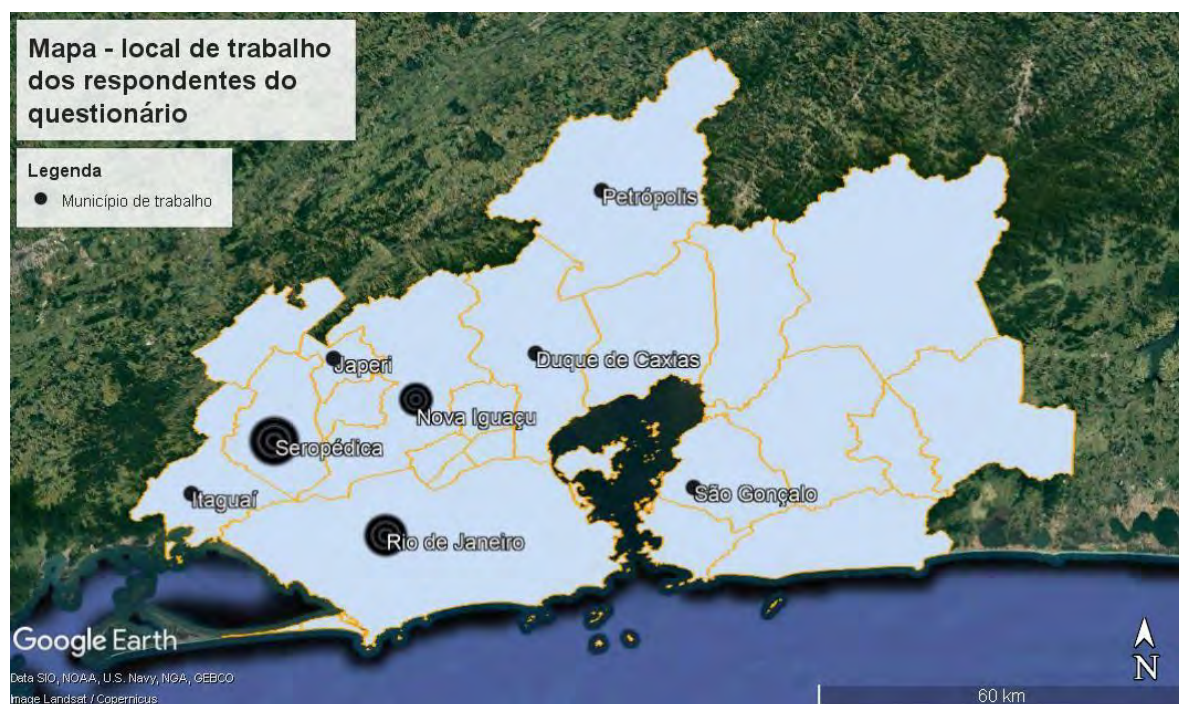 Mapa - local de trabalho
dos respondentes do
questionário
Legenda
Município de trabalho
Petrópolis
Japeri
Duque de Caxias
Nova Iguaçu
Seropédica
Itaguaí
São Gonçalo
Rio de Janeiro
Google Earth
Data SIO, NOAA, U.S. Navy, NGA, GEBCO
Image Landsat / Copernicus
60 km
N